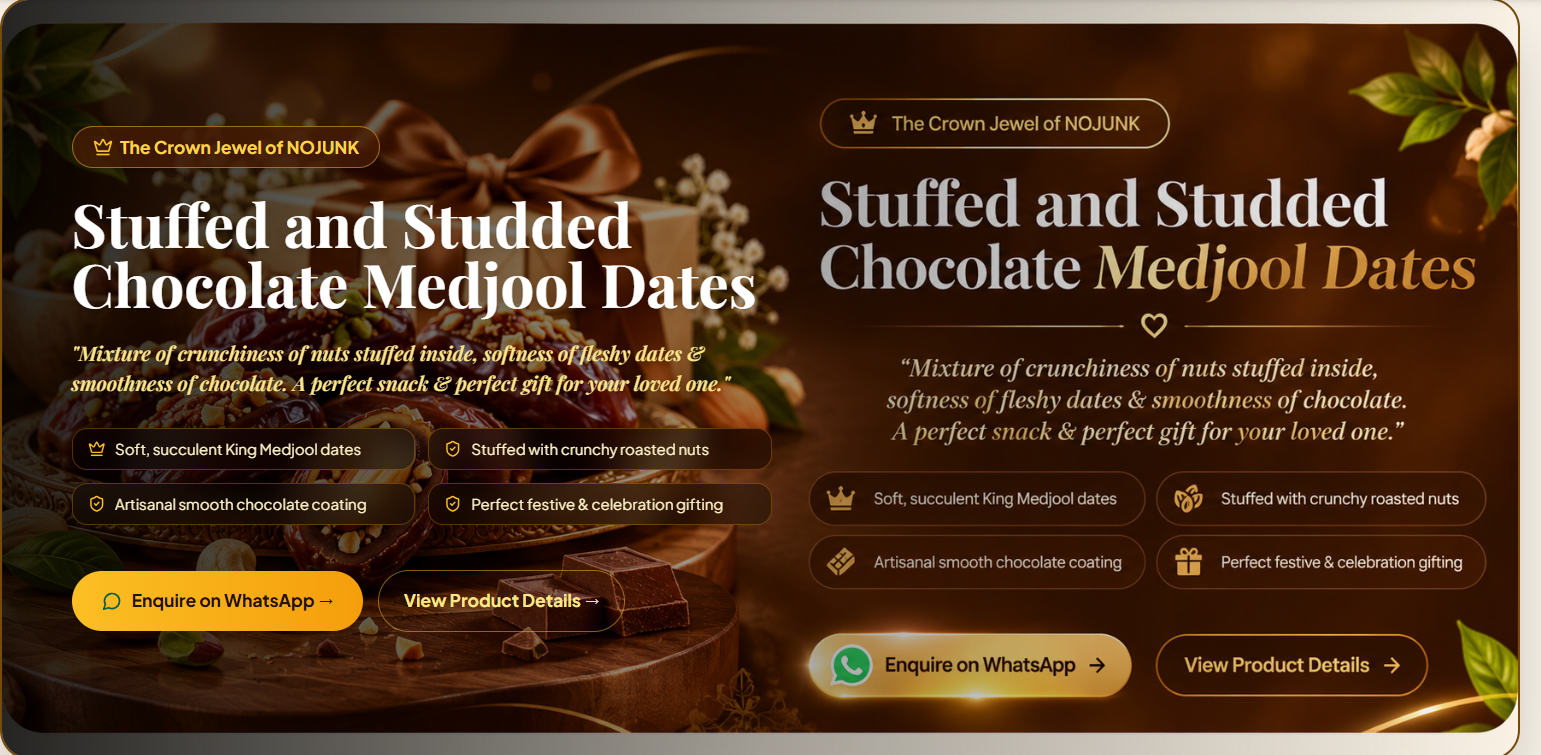 The Crown Jewel of NOJUNK
Stuffed and Studded
Chocolate Medjool Dates
"Mixture of crunchiness of nuts stuffed inside, softness of fleshy dates &
smoothness of chocolate. A perfect snack & perfect gift for your loved one."
Soft, succulent King Medjool dates
Stuffed with crunchy roasted nuts
Artisanal smooth chocolate coating
Perfect festive & celebration gifting
Enquire on WhatsApp →
View Product Details →
The Crown Jewel of NOJUNK
Stuffed and Studded
Chocolate Medjool Dates
“Mixture of crunchiness of nuts stuffed inside,
softness of fleshy dates & smoothness of chocolate.
A perfect snack & perfect gift for your loved one.”
Soft, succulent King Medjool dates
Stuffed with crunchy roasted nuts
Artisanal smooth chocolate coating
Perfect festive & celebration gifting
Enquire on WhatsApp →
View Product Details →